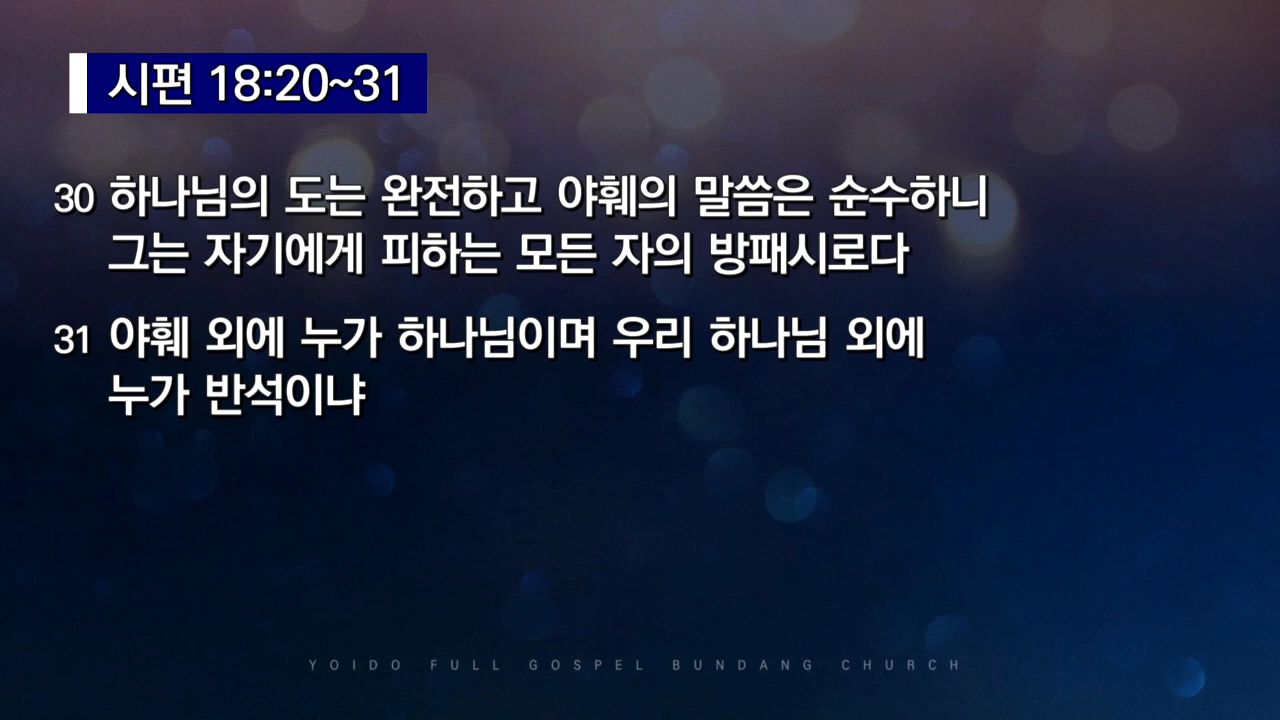 시편 18:20~31
30 하나님의 도는 완전하고 야훼의 말씀은 순수하니
그는 자기에게 피하는 모든 자의 방패시로다
31 야훼 외에 누가 하나님이며 우리 하나님 외에
누가 반석이냐
YOIDO FULL GOSPEL BUNDANG CHURCH